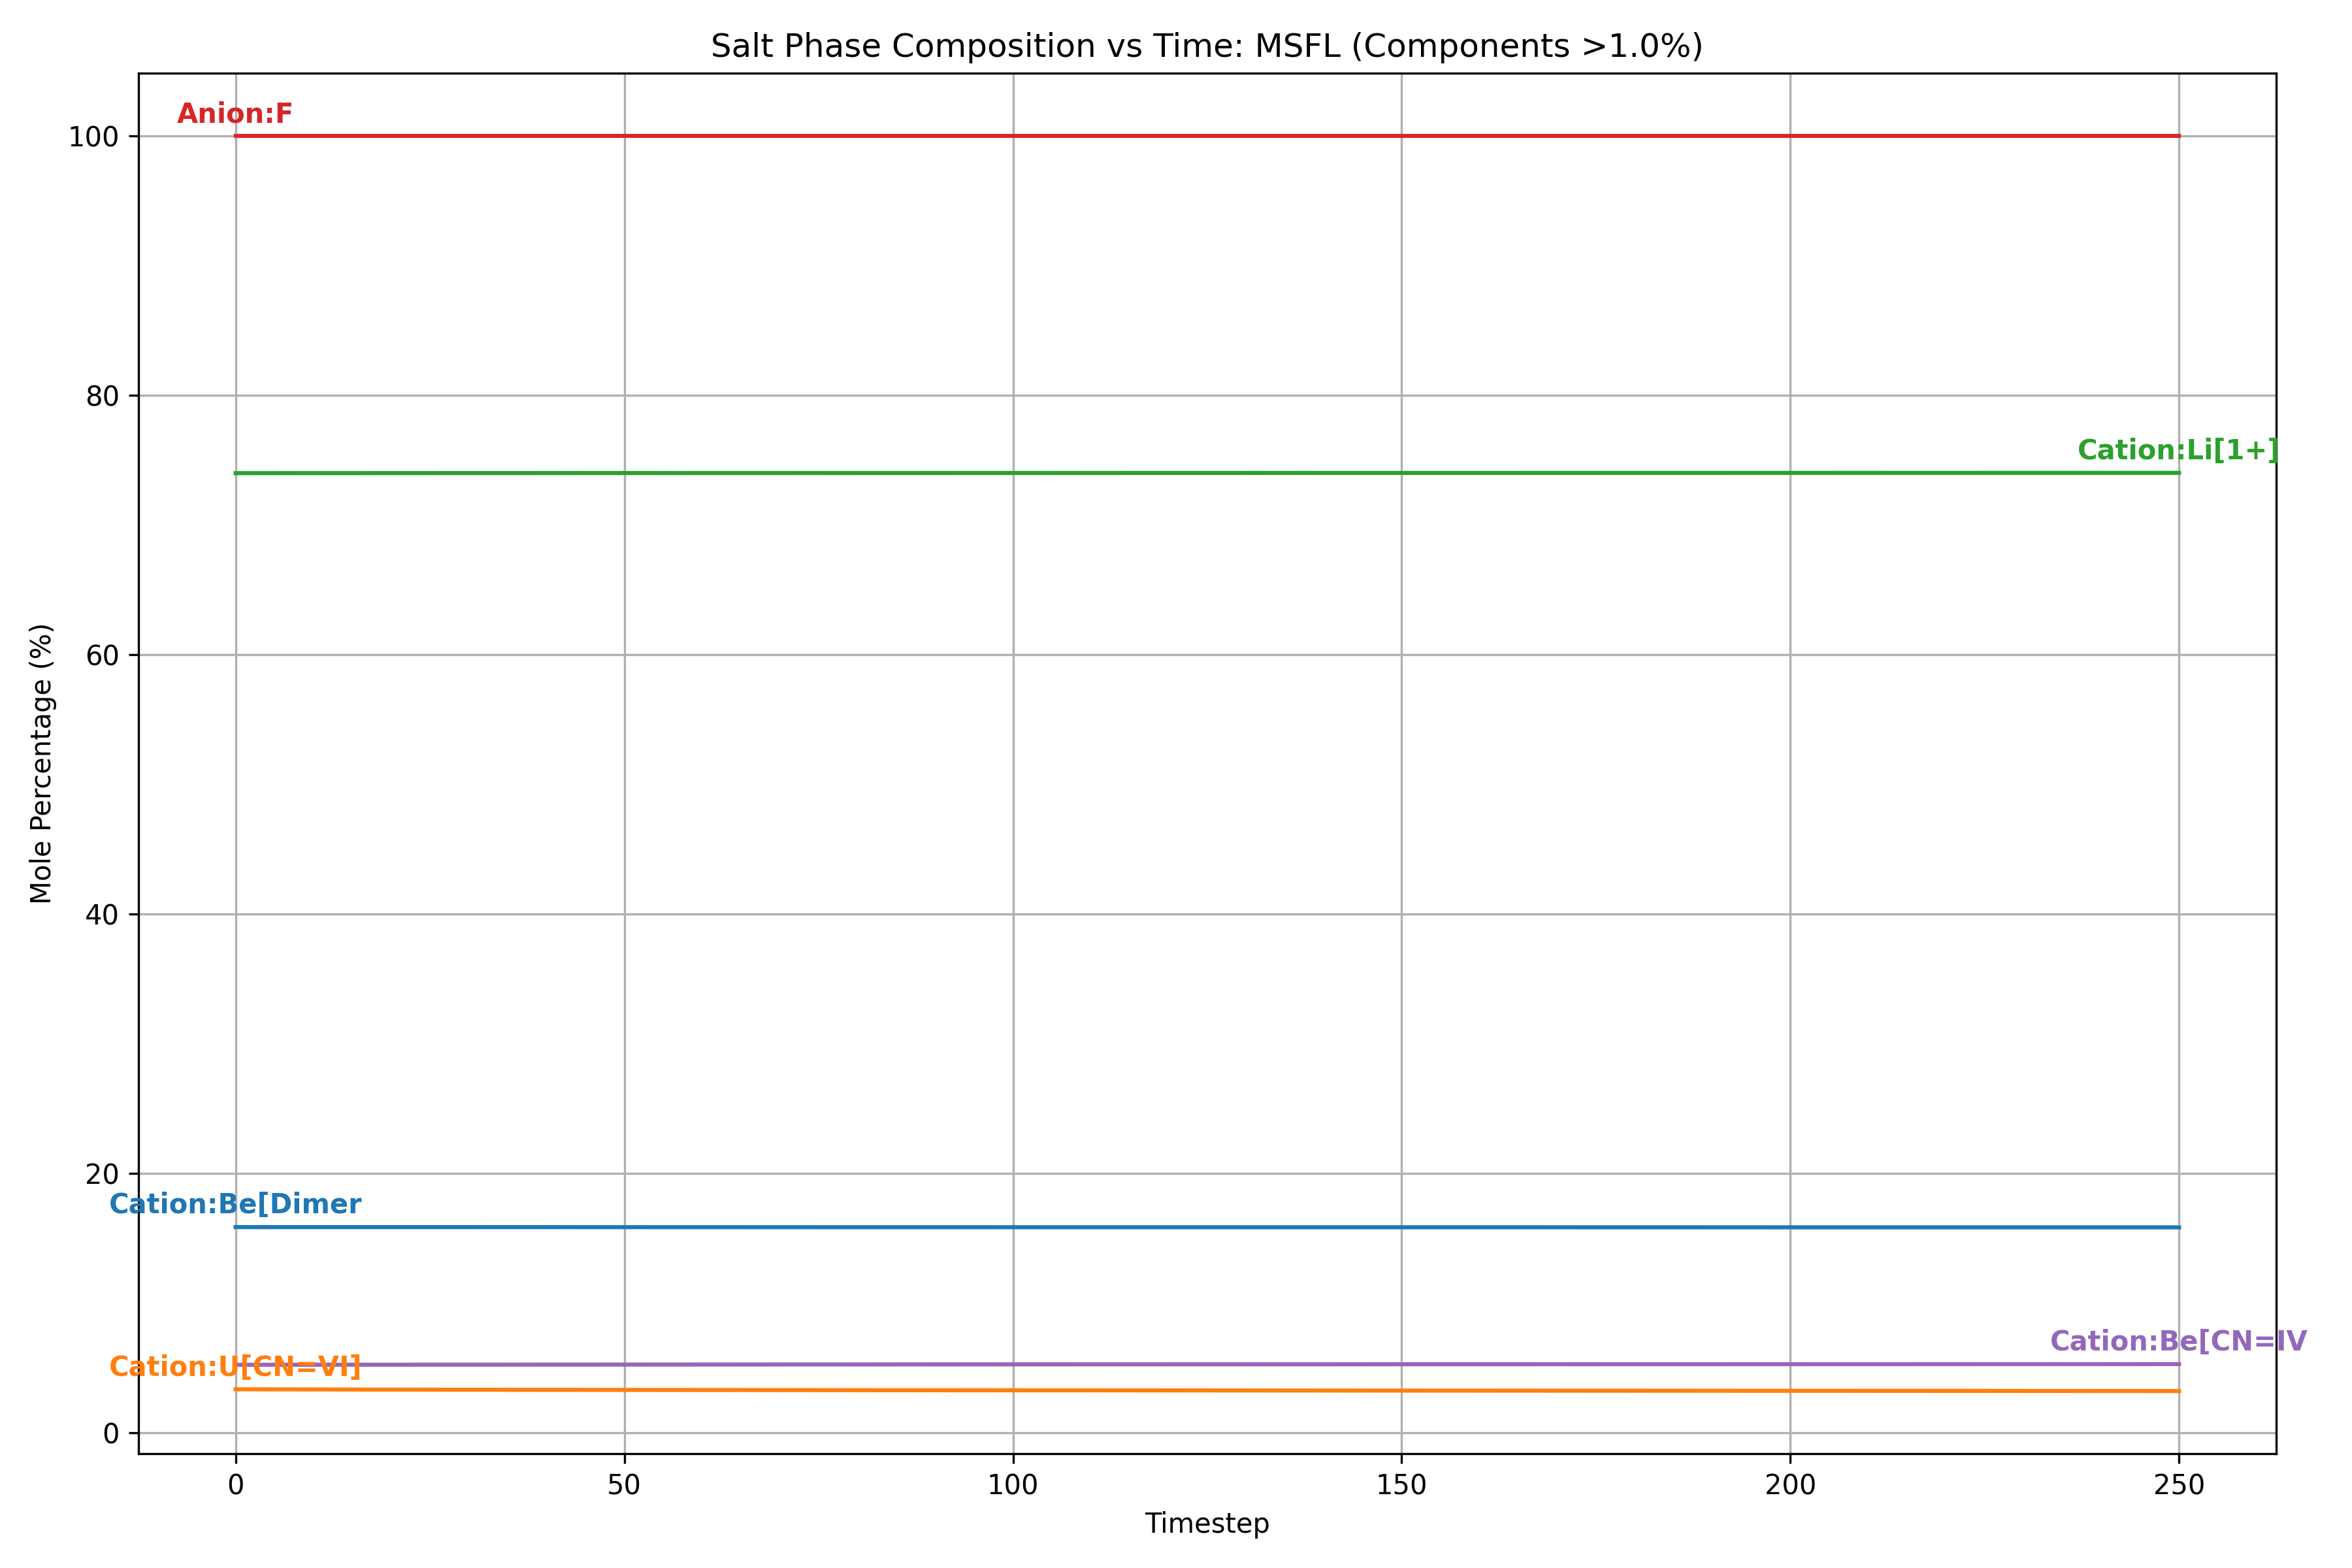 Salt Phase Composition vs Time: MSFL (Components >1.0%)
Anion:F
100
80
Cation:Li[1+]
60
Mole Percentage (%)
40
20
Cation:Be[Dimer
Cation:Be[CN=IV
Cation:U[CN=VI]
0
0 50 100 150 200 250
Timestep